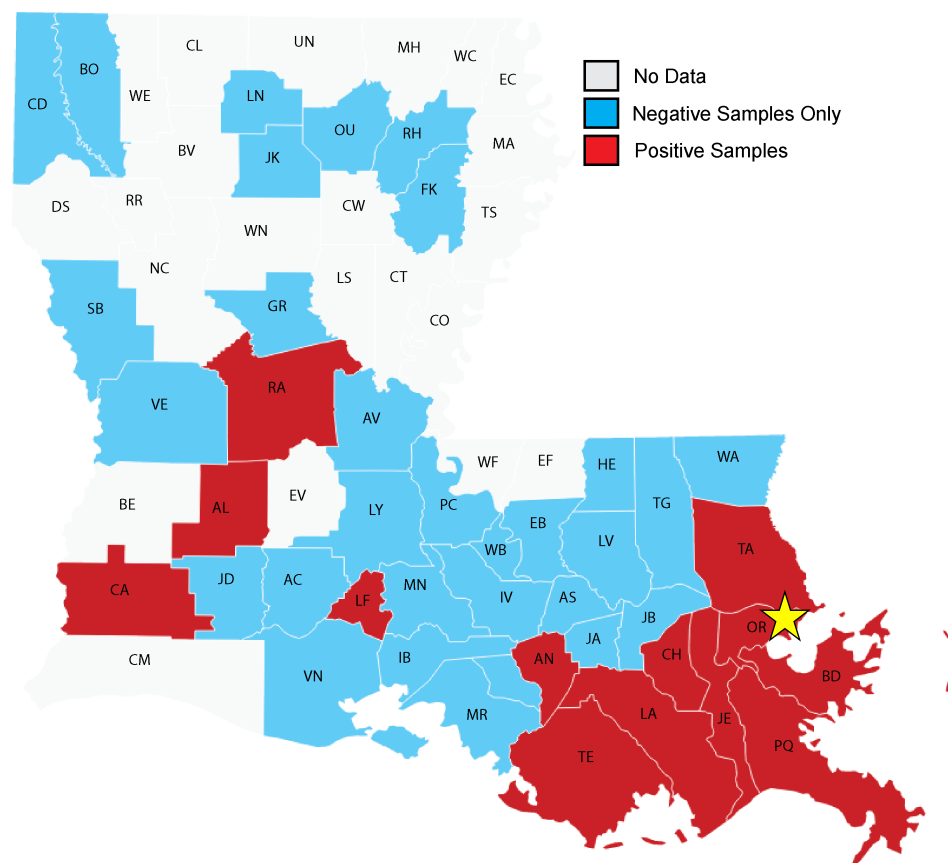 CL
UN
MH
WC
EC
BO
WE
LN
CD
No Data
Negative Samples Only
Positive Samples
OU
RH
MA
BV
JK
FK
DS
RR
CW
TS
WN
NC
LS
CT
SB
GR
CO
RA
VE
AV
WF
EF
HE
WA
BE
EV
AL
LY
PC
TG
EB
LV
WB
TA
CA
JD
AC
MN
IV
AS
LF
JB
OR
JA
CM
IB
AN
CH
VN
BD
MR
LA
JE
TE
PQ